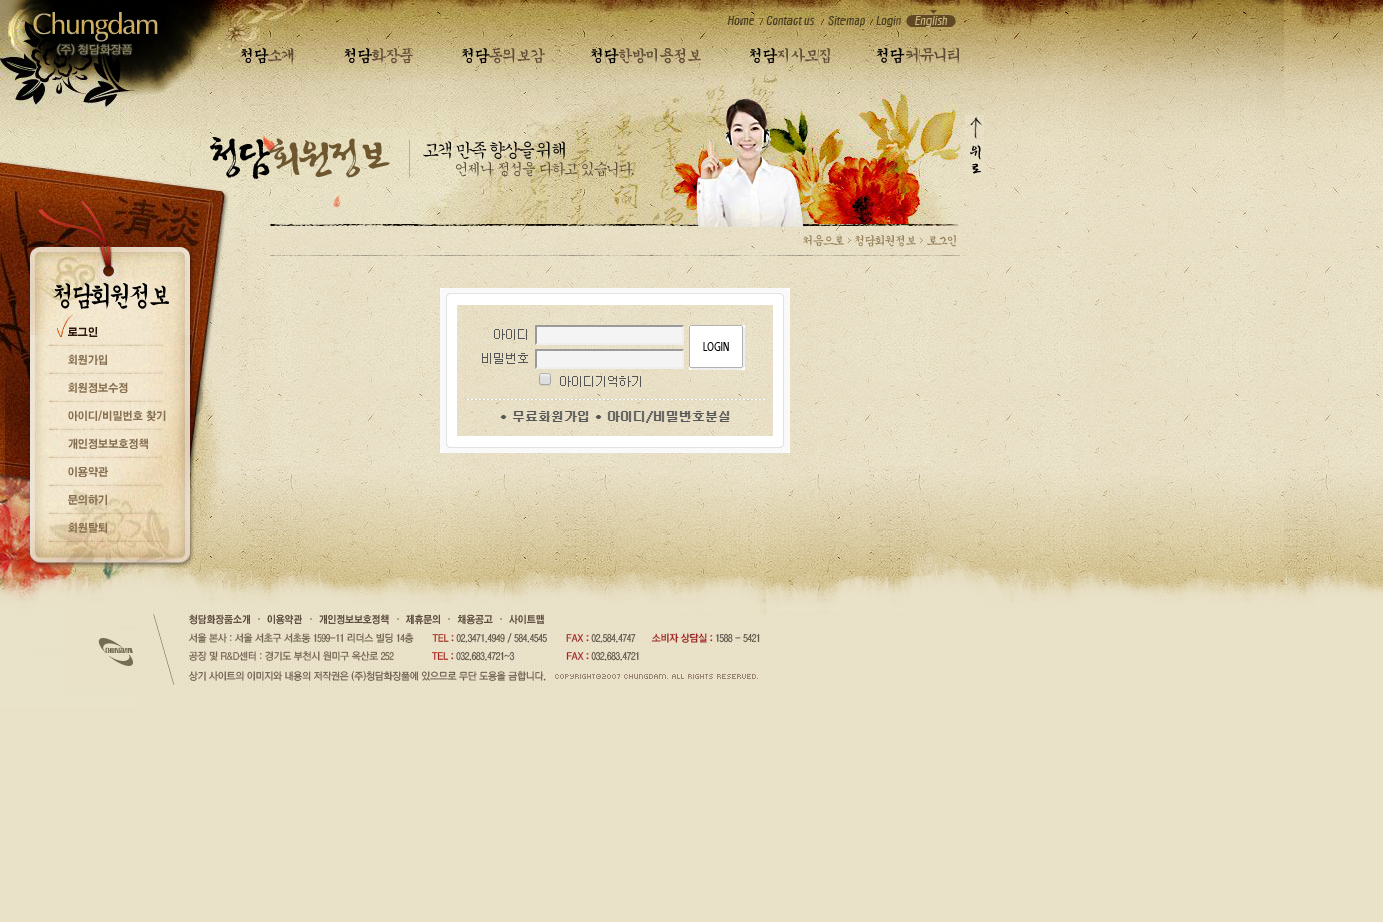 Chungdam
(주) 청담화장품
Home / Contact us / Sitemap / Login English
청담소개 청담화장품 청담동의보감 청담한방미용정보 청담지사모집 청담커뮤니티
청담회원정보
고객 만족 향상을 위해
언제나 정성을 다하고 있습니다.
위로
처음으로 > 청담회원정보 > 로그인
清淡
청담회원정보
로그인
회원가입
회원정보수정
아이디/비밀번호 찾기
개인정보보호정책
이용약관
문의하기
회원탈퇴
아이디
비밀번호
LOGIN
아이디기억하기
• 무료회원가입 • 아이디/비밀번호분실
청담화장품소개 · 이용약관 · 개인정보보호정책 · 제휴문의 · 채용공고 · 사이트맵
서울 본사 : 서울 서초구 서초동 1599-11 리더스 빌딩 14층 TEL : 02.3471.4949 / 584.4545 FAX : 02.584.4747 소비자 상담실 : 1588 - 5421
공장 및 R&D센터 : 경기도 부천시 원미구 옥산로 252 TEL : 032.683.4721~3 FAX : 032.683.4721
CHUNGDAM
상기 사이트의 이미지와 내용의 저작권은 (주)청담화장품에 있으므로 무단 도용을 금합니다. COPYRIGHT@2007 CHUNGDAM. ALL RIGHTS RESERVED.